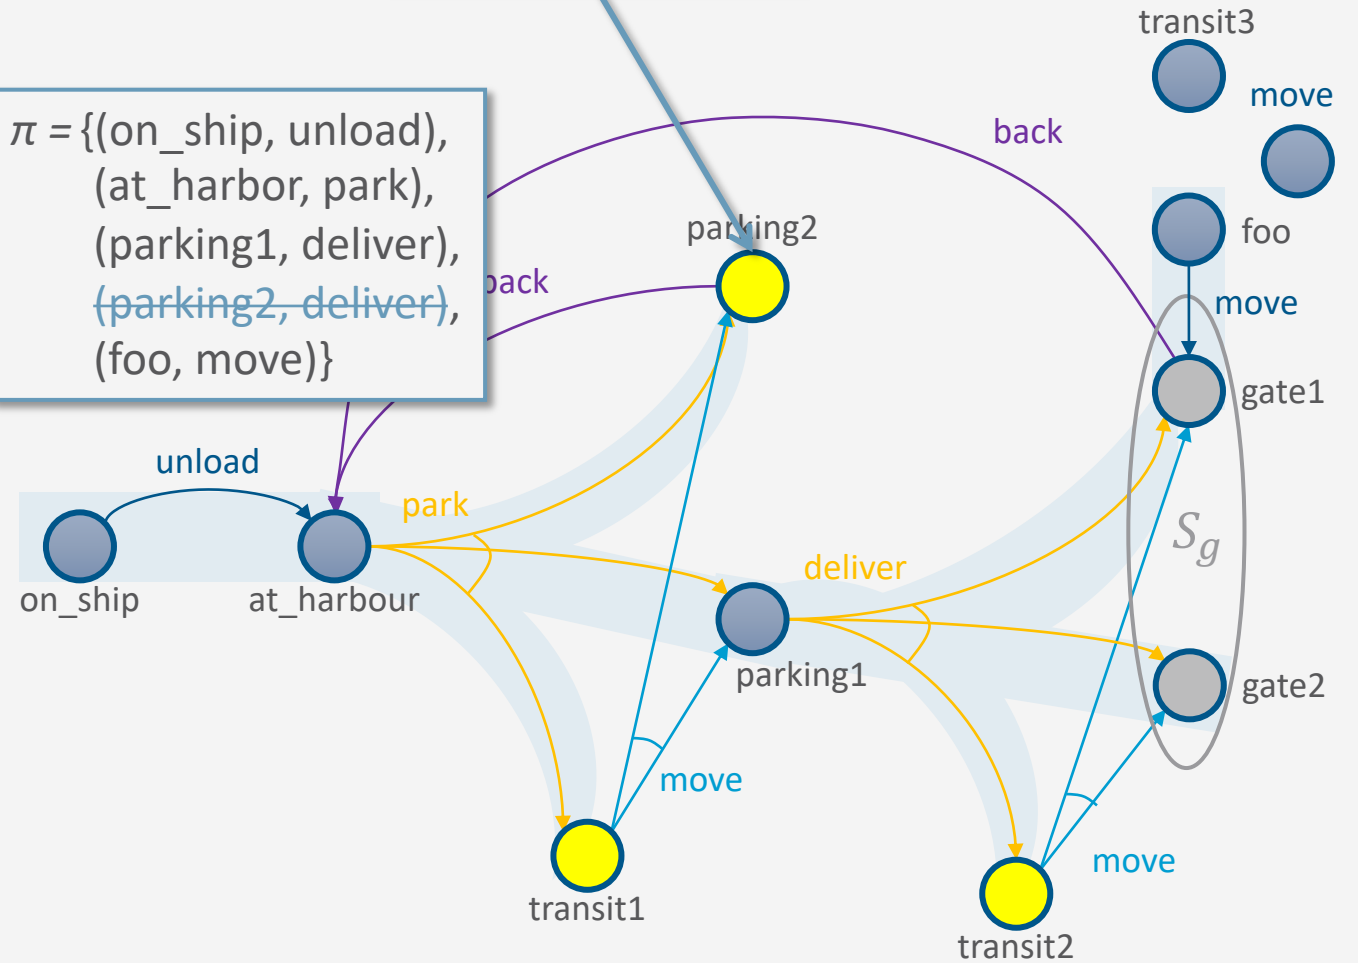 transit3
move
π = {(on_ship, unload),
(at_harbor, park),
(parking1, deliver),
(parking2, deliver),
(foo, move)}
back
parking2
foo
back
move
gate1
unload
park
S_g
deliver
on_ship
at_harbour
parking1
gate2
move
move
transit1
transit2